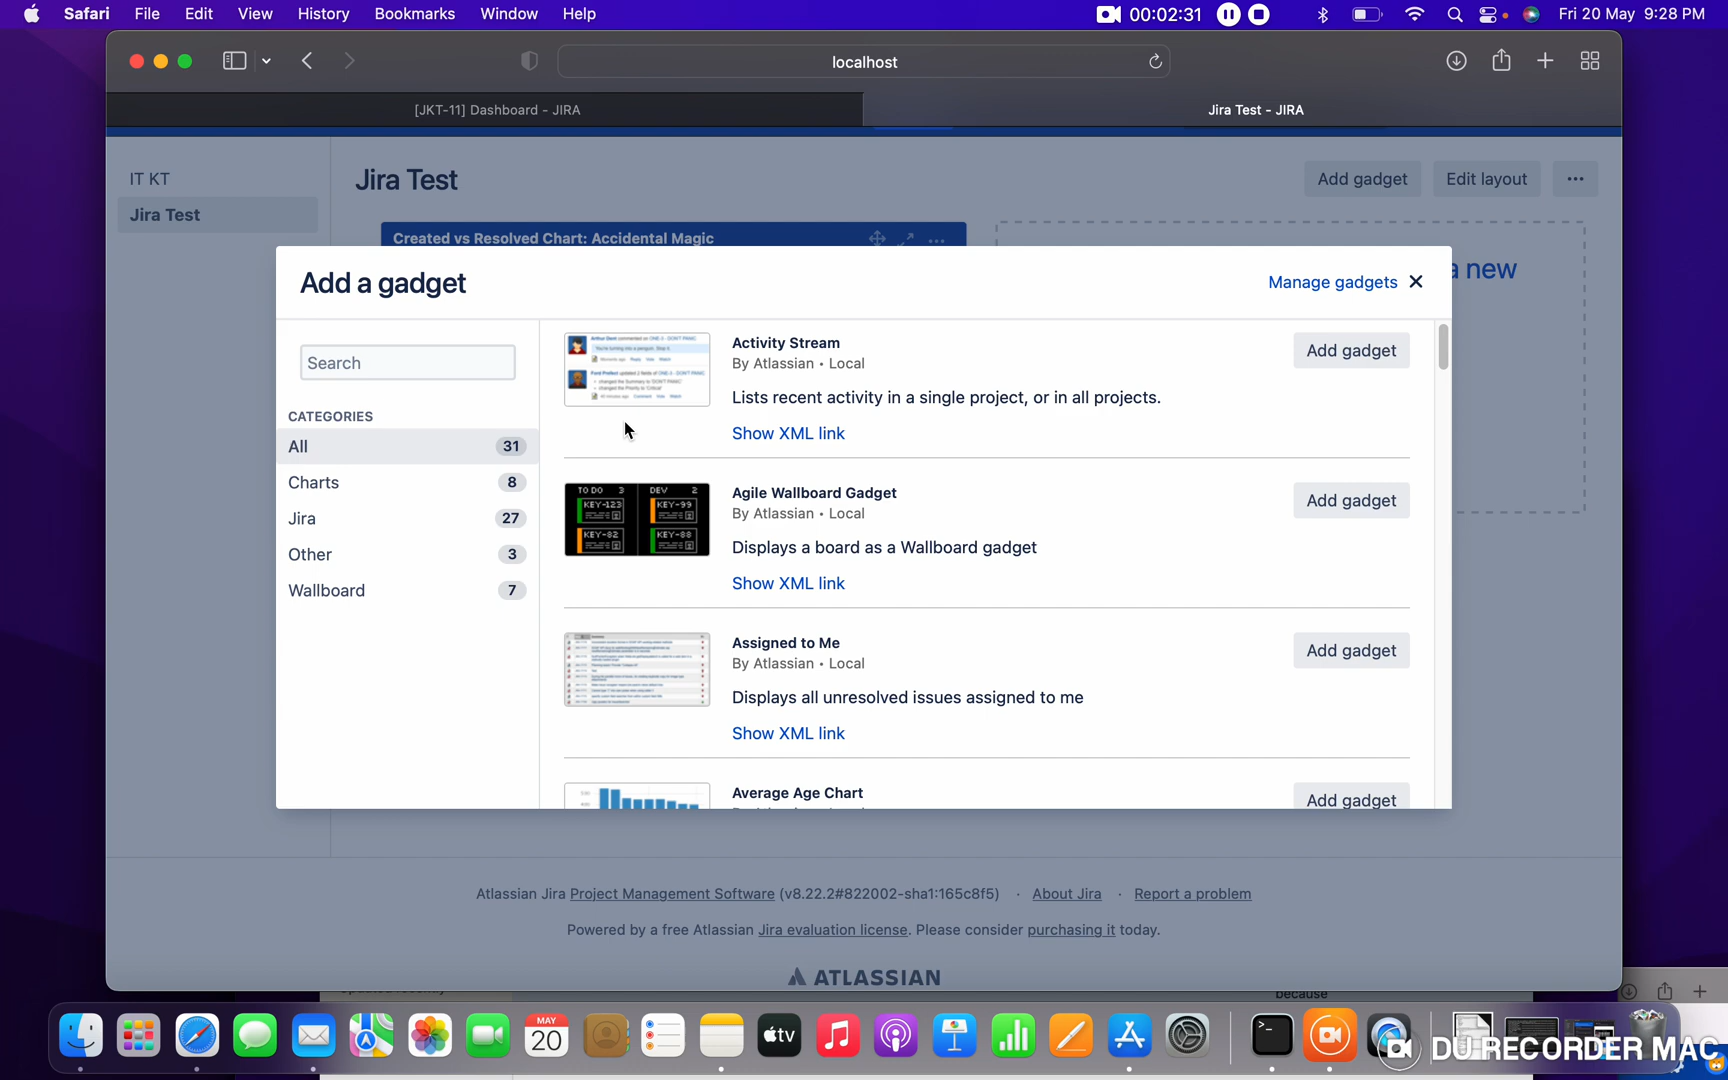 Safari File Edit View History Bookmarks Window Help 00:02:31 Fri 20 May 9:28 PM
localhost
[JKT-11] Dashboard - JIRA
Jira Test - JIRA
IT KT
Jira Test
Jira Test
Add gadget
Edit layout
Created vs Resolved Chart: Accidental Magic
a new
Add a gadget
Manage gadgets
Search
CATEGORIES
All 31
Charts 8
Jira 27
Other 3
Wallboard 7
Activity Stream
By Atlassian • Local
Lists recent activity in a single project, or in all projects.
Show XML link
Add gadget
TO DO 3 DEV 2
KEY-123 KEY-99
KEY-82 KEY-88
Agile Wallboard Gadget
By Atlassian • Local
Displays a board as a Wallboard gadget
Show XML link
Add gadget
Assigned to Me
By Atlassian • Local
Displays all unresolved issues assigned to me
Show XML link
Add gadget
Average Age Chart
Add gadget
Atlassian Jira Project Management Software (v8.22.2#822002-sha1:165c8f5) · About Jira · Report a problem
Powered by a free Atlassian Jira evaluation license. Please consider purchasing it today.
ATLASSIAN
because
MAY
20
tv
DU RECORDER MAC